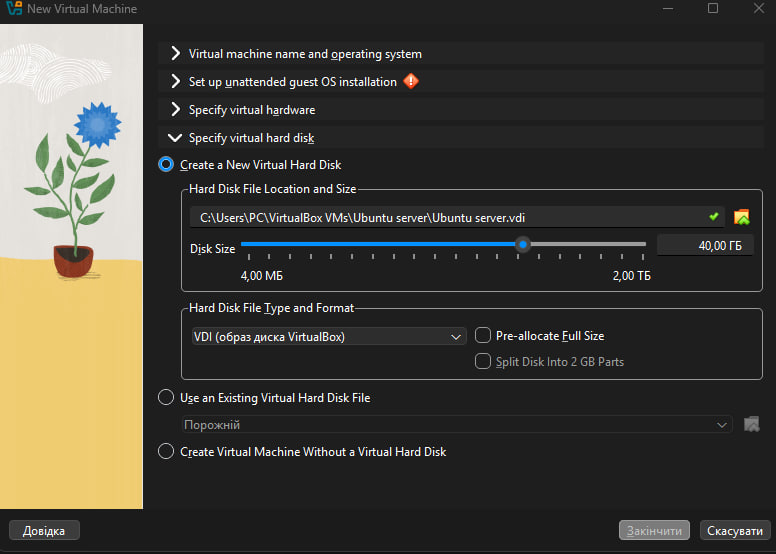 New Virtual Machine
Virtual machine name and operating system
Set up unattended guest OS installation
Specify virtual hardware
Specify virtual hard disk
Create a New Virtual Hard Disk
Hard Disk File Location and Size
C:\Users\PC\VirtualBox VMs\Ubuntu server\Ubuntu server.vdi
Disk Size 40,00 ГБ
4,00 МБ 2,00 ТБ
Hard Disk File Type and Format
VDI (образ диска VirtualBox) Pre-allocate Full Size
Split Disk Into 2 GB Parts
Use an Existing Virtual Hard Disk File
Порожній
Create Virtual Machine Without a Virtual Hard Disk
Довідка Закінчити Скасувати